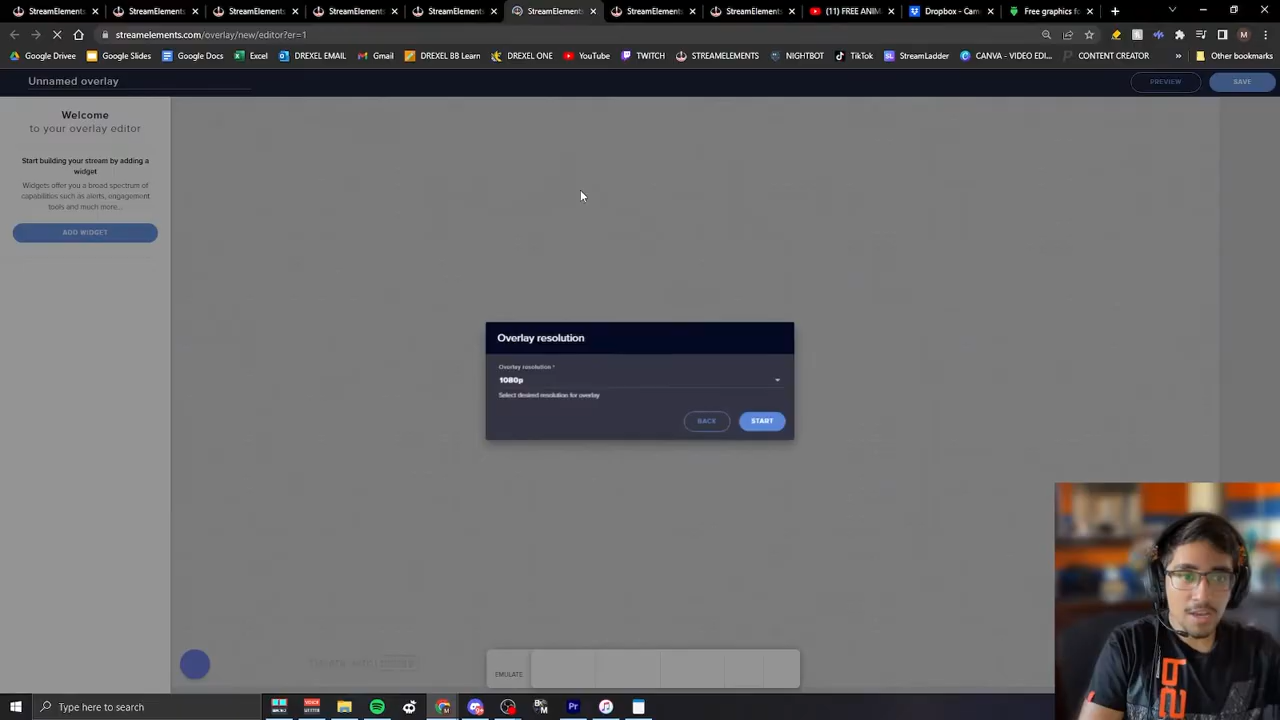 StreamElements
StreamElements
StreamElements
StreamElements
StreamElements
StreamElements
StreamElements
StreamElements
(11) FREE ANIM
Dropbox - Cam
Free graphics fo
streamelements.com/overlay/new/editor?er=1
Google Drive
Google Slides
Google Docs
Excel
DREXEL EMAIL
Gmail
DREXEL BB Learn
DREXEL ONE
YouTube
TWITCH
STREAMELEMENTS
NIGHTBOT
TikTok
StreamLadder
CANVA - VIDEO EDI...
CONTENT CREATOR
»
Other bookmarks
Unnamed overlay
PREVIEW
SAVE
Welcome
to your overlay editor
Start building your stream by adding a
widget
Widgets offer you a broad spectrum of
capabilities such as alerts, engagement
tools and much more...
ADD WIDGET
Overlay resolution
Overlay resolution *
1080p
Select desired resolution for overlay
BACK
START
EMULATE
Type here to search